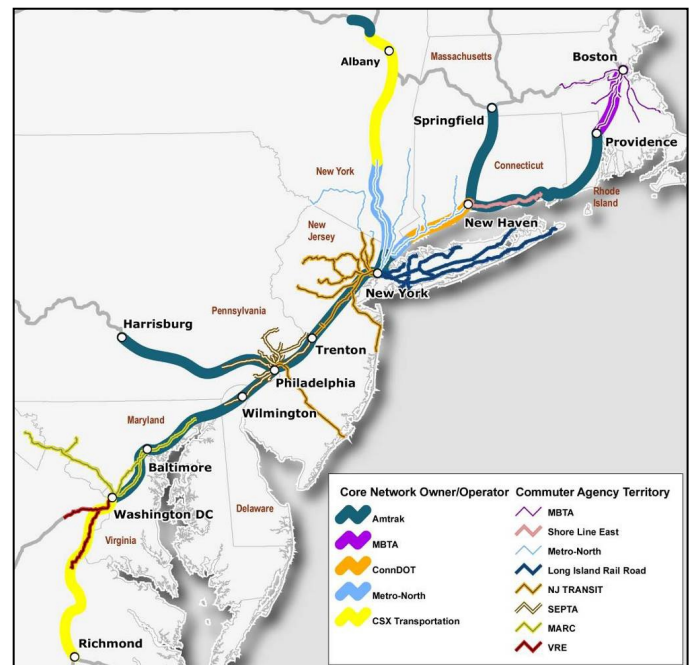 Albany
Massachusetts
Boston
Springfield
Providence
New York
Connecticut
Rhode
Island
New Haven
New
Jersey
New York
Pennsylvania
Harrisburg
Trenton
Philadelphia
Wilmington
Maryland
Baltimore
Washington DC
Delaware
Virginia
Richmond
Core Network Owner/Operator
Amtrak
MBTA
ConnDOT
Metro-North
CSX Transportation
Commuter Agency Territory
MBTA
Shore Line East
Metro-North
Long Island Rail Road
NJ TRANSIT
SEPTA
MARC
VRE